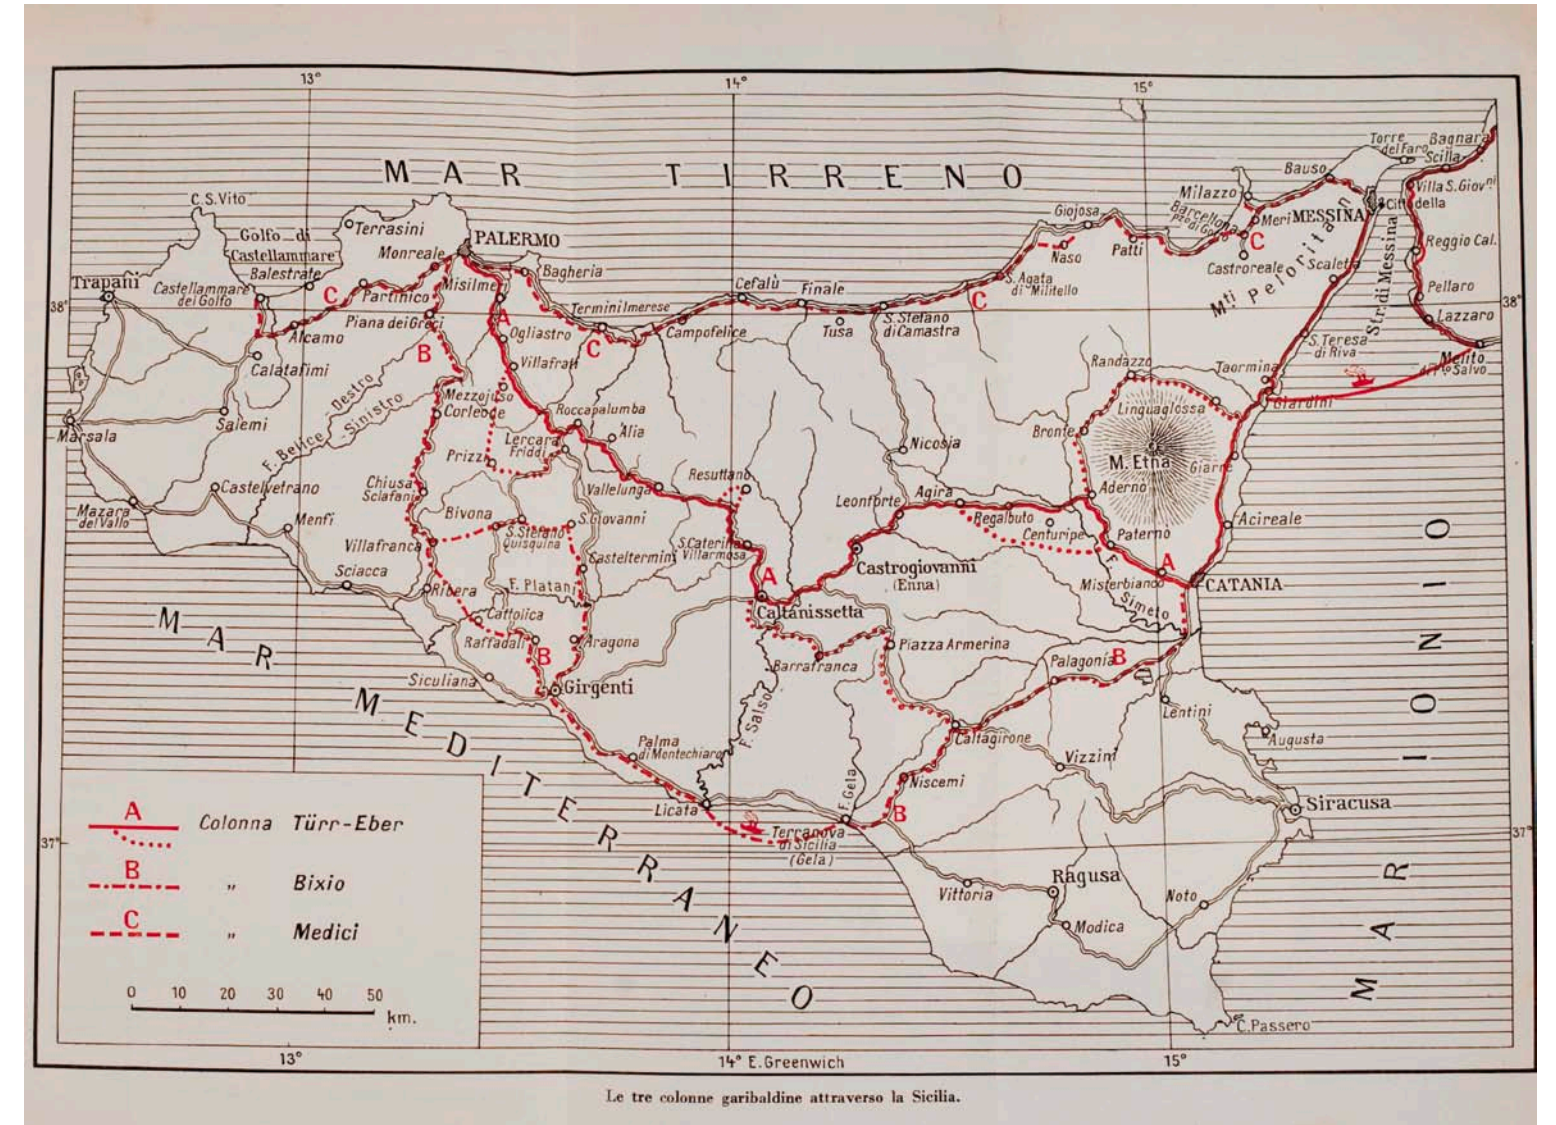 13°
14°
15°
MAR TIRRENO
C.S.Vito
Golfo di
Castellammare
Terrasini
Monreale
PALERMO
Bagheria
Trapani
Castellammare
del Golfo
Balestrate
C
Partinico
Misilme
Alcamo
Piana dei Greci
A
Ogliastro
B
Villafrati
Calatafimi
Salemi
Marsala
F. Belice
Destro
Sinistro
Mezzojuso
Corleone
Roccapalumba
Alia
Lercara
Friddi
Prizzi
Termini Imerese
C
Campofelice
Cefalù
Finale
Tusa
S. Stefano
di Camastra
C
S. Agata
di Militello
Naso
Giojosa
Patti
Barcellona
Milazzo
Meri
C
Castroreale
Bauso
MESSINA
Torre
del Faro
Bagnara
Scilla
Villa S. Giov.ni
Cittadella
Reggio Cal.
Scaletta
Mti Peloritan
Str. di Messina
Pellaro
Lazzaro
Melito
S. Teresa
di Riva
Taormina
Giardini
38°
38°
Randazzo
Linguaglossa
Bronte
M. Etna
Giarre
Aderno
Acireale
Nicosia
Leonforte
Agira
Regalbuto
Centuripe
Paterno
A
Misterbianco
CATANIA
F.
Simeto
Resuttano
Vallelunga
S. Caterina
Villarmosa
A
Caltanissetta
Castrogiovanni
(Enna)
Castelvetrano
Mazara
del Vallo
Menfi
Chiusa
Sclafani
Bivona
S. Stefano
Quisquina
S. Giovanni
Villafranca
Casteltermini
Sciacca
Ribera
F. Platani
Cattolica
Raffadali
Aragona
B
Siculiana
Girgenti
Barrafranca
Piazza Armerina
Palagonia
B
Lentini
Augusta
F. Salso
Caltagirone
Vizzini
Palma
di Montechiaro
Niscemi
Licata
F. Gela
B
Terranova
di Sicilia
(Gela)
Siracusa
Vittoria
Ragusa
Modica
Noto
C. Passero
MAR MEDITERRANEO
MAR IONIO
37°
37°
A Colonna Türr-Eber
B „ Bixio
C „ Medici
0 10 20 30 40 50
km.
13°
14° E. Greenwich
15°
Le tre colonne garibaldine attraverso la Sicilia.